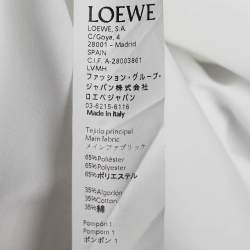 LOEWE
LOEWE, S.A.
C/Goya, 4
28001 - Madrid
SPAIN
C.I.F. A-28003861
LVMH
ファッション・グループ・
ジャパン株式会社
ロエベジャパン
03-6215-6116
Made In Italy
Tejido principal
Main fabric
メインファブリック
65%Poliéster
65%Polyester
65%ポリエステル
35%Algodón
35%Cotton
35%綿
Pompon 1
Pompom 1
ポンポン 1